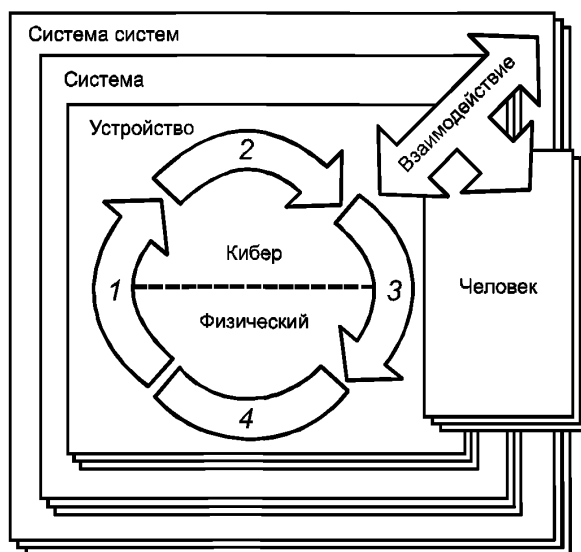 Система систем
Система
Устройство
Взаимодействие
2
Кибер
1
3
Человек
Физический
4